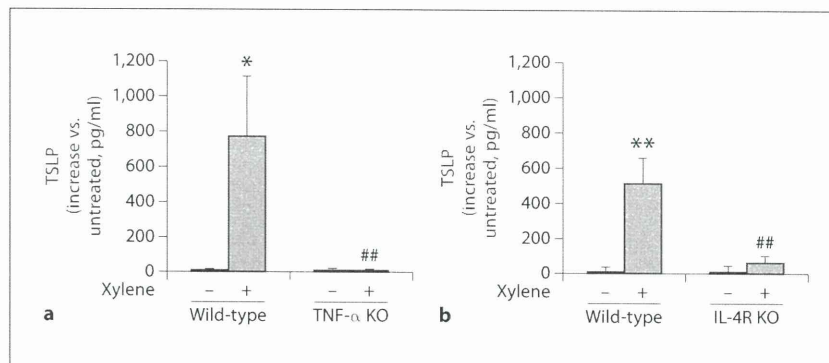 1,200
1,000
800
600
400
200
0
TSLP
(increase vs.
untreated, pg/ml)
*
##
Xylene – + – +
Wild-type TNF-α KO
a
1,200
1,000
800
600
400
200
0
TSLP
(increase vs.
untreated, pg/ml)
**
##
Xylene – + – +
Wild-type IL-4R KO
b